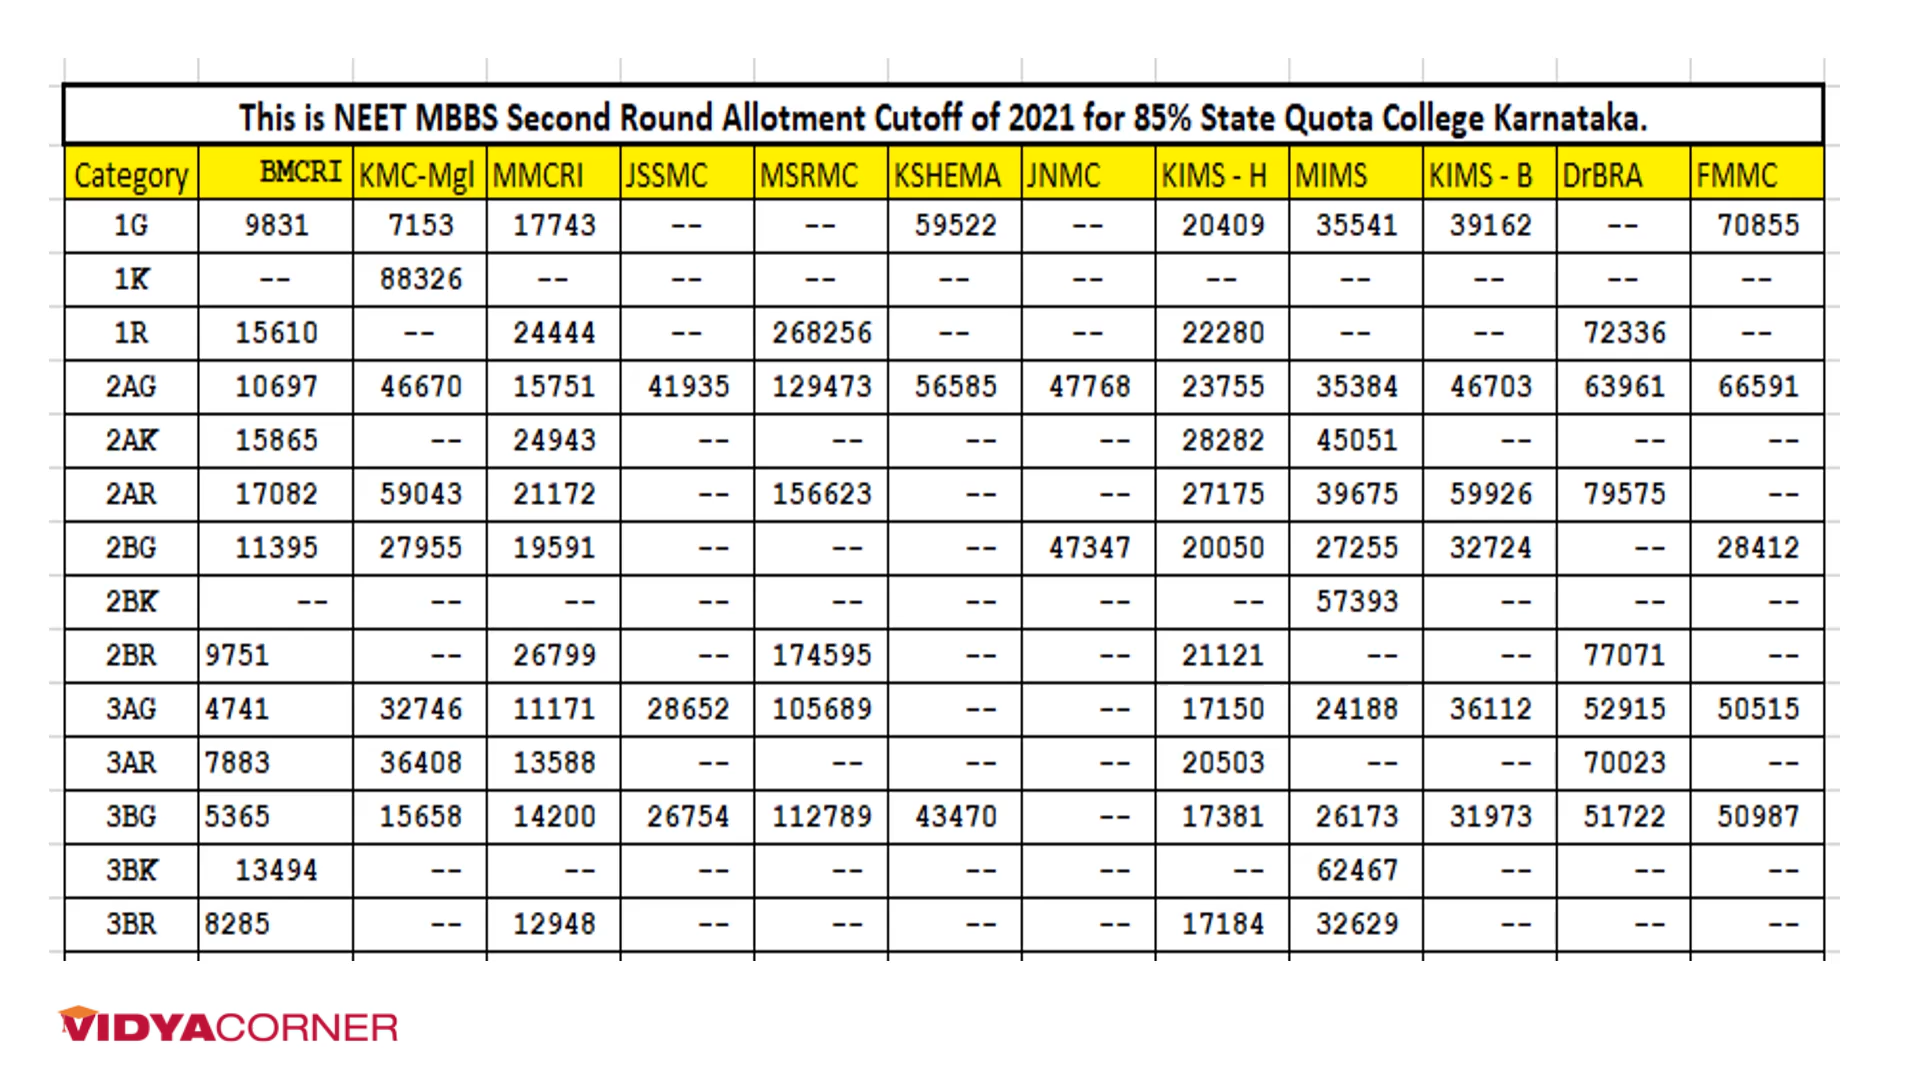 This is NEET MBBS Second Round Allotment Cutoff of 2021 for 85% State Quota College Karnataka.
Category BMCRI KMC-Mgl MMCRI JSSMC MSRMC KSHEMA JNMC KIMS - H MIMS KIMS - B DrBRA FMMC
1G 9831 7153 17743 -- -- 59522 -- 20409 35541 39162 -- 70855
1K -- 88326 -- -- -- -- -- -- -- -- -- --
1R 15610 -- 24444 -- 268256 -- -- 22280 -- -- 72336 --
2AG 10697 46670 15751 41935 129473 56585 47768 23755 35384 46703 63961 66591
2AK 15865 -- 24943 -- -- -- -- 28282 45051 -- -- --
2AR 17082 59043 21172 -- 156623 -- -- 27175 39675 59926 79575 --
2BG 11395 27955 19591 -- -- -- 47347 20050 27255 32724 -- 28412
2BK -- -- -- -- -- -- -- -- 57393 -- -- --
2BR 9751 -- 26799 -- 174595 -- -- 21121 -- -- 77071 --
3AG 4741 32746 11171 28652 105689 -- -- 17150 24188 36112 52915 50515
3AR 7883 36408 13588 -- -- -- -- 20503 -- -- 70023 --
3BG 5365 15658 14200 26754 112789 43470 -- 17381 26173 31973 51722 50987
3BK 13494 -- -- -- -- -- -- -- 62467 -- -- --
3BR 8285 -- 12948 -- -- -- -- 17184 32629 -- -- --
VIDYACORNER